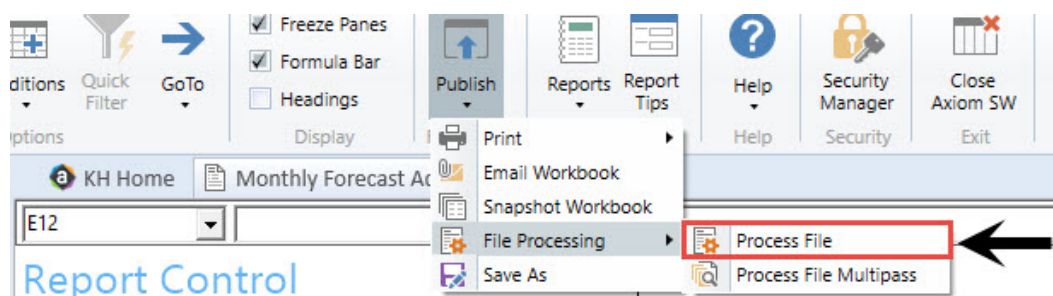 Freeze Panes
Formula Bar
Headings
ditions
Quick
Filter
GoTo
Publish
Reports
Report
Tips
Help
Security
Manager
Close
Axiom SW
ptions
Display
Help
Security
Exit
Print
Email Workbook
Snapshot Workbook
File Processing
Save As
Process File
Process File Multipass
KH Home
Monthly Forecast Ad
E12
Report Control